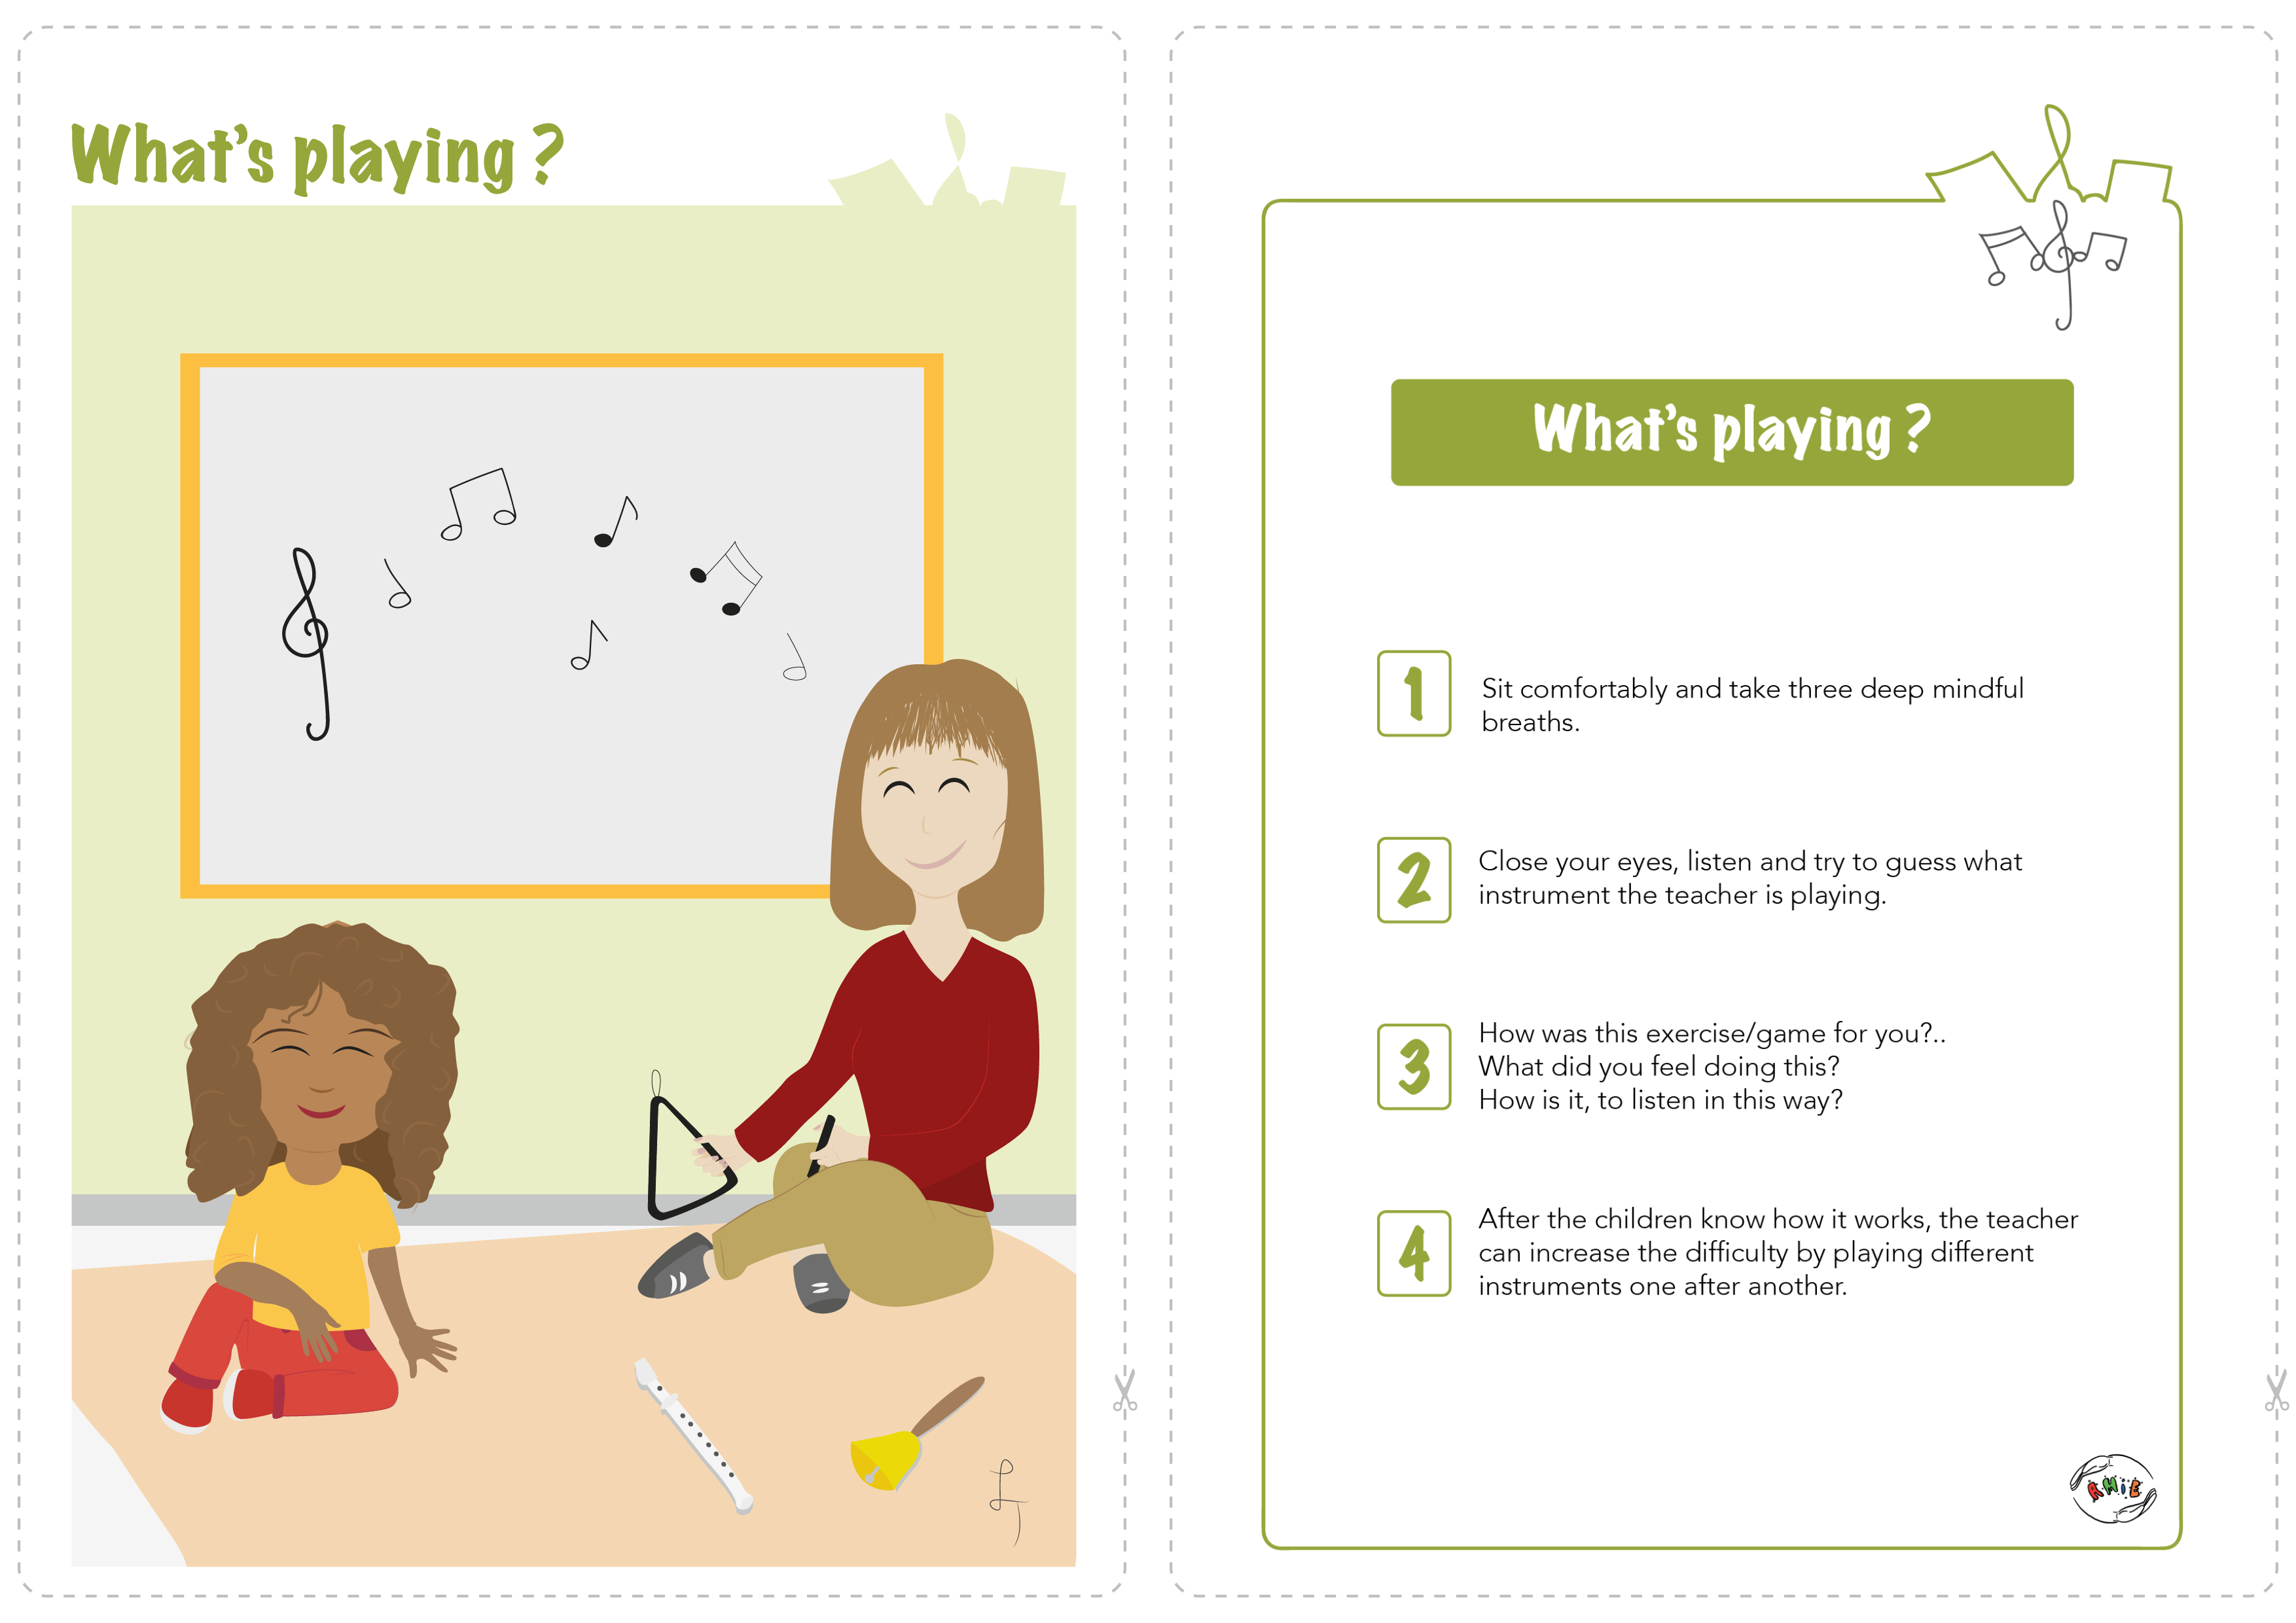 What's playing ?
What's playing ?
1
Sit comfortably and take three deep mindful
breaths.
2
Close your eyes, listen and try to guess what
instrument the teacher is playing.
3
How was this exercise/game for you?..
What did you feel doing this?
How is it, to listen in this way?
4
After the children know how it works, the teacher
can increase the difficulty by playing different
instruments one after another.
AMiE